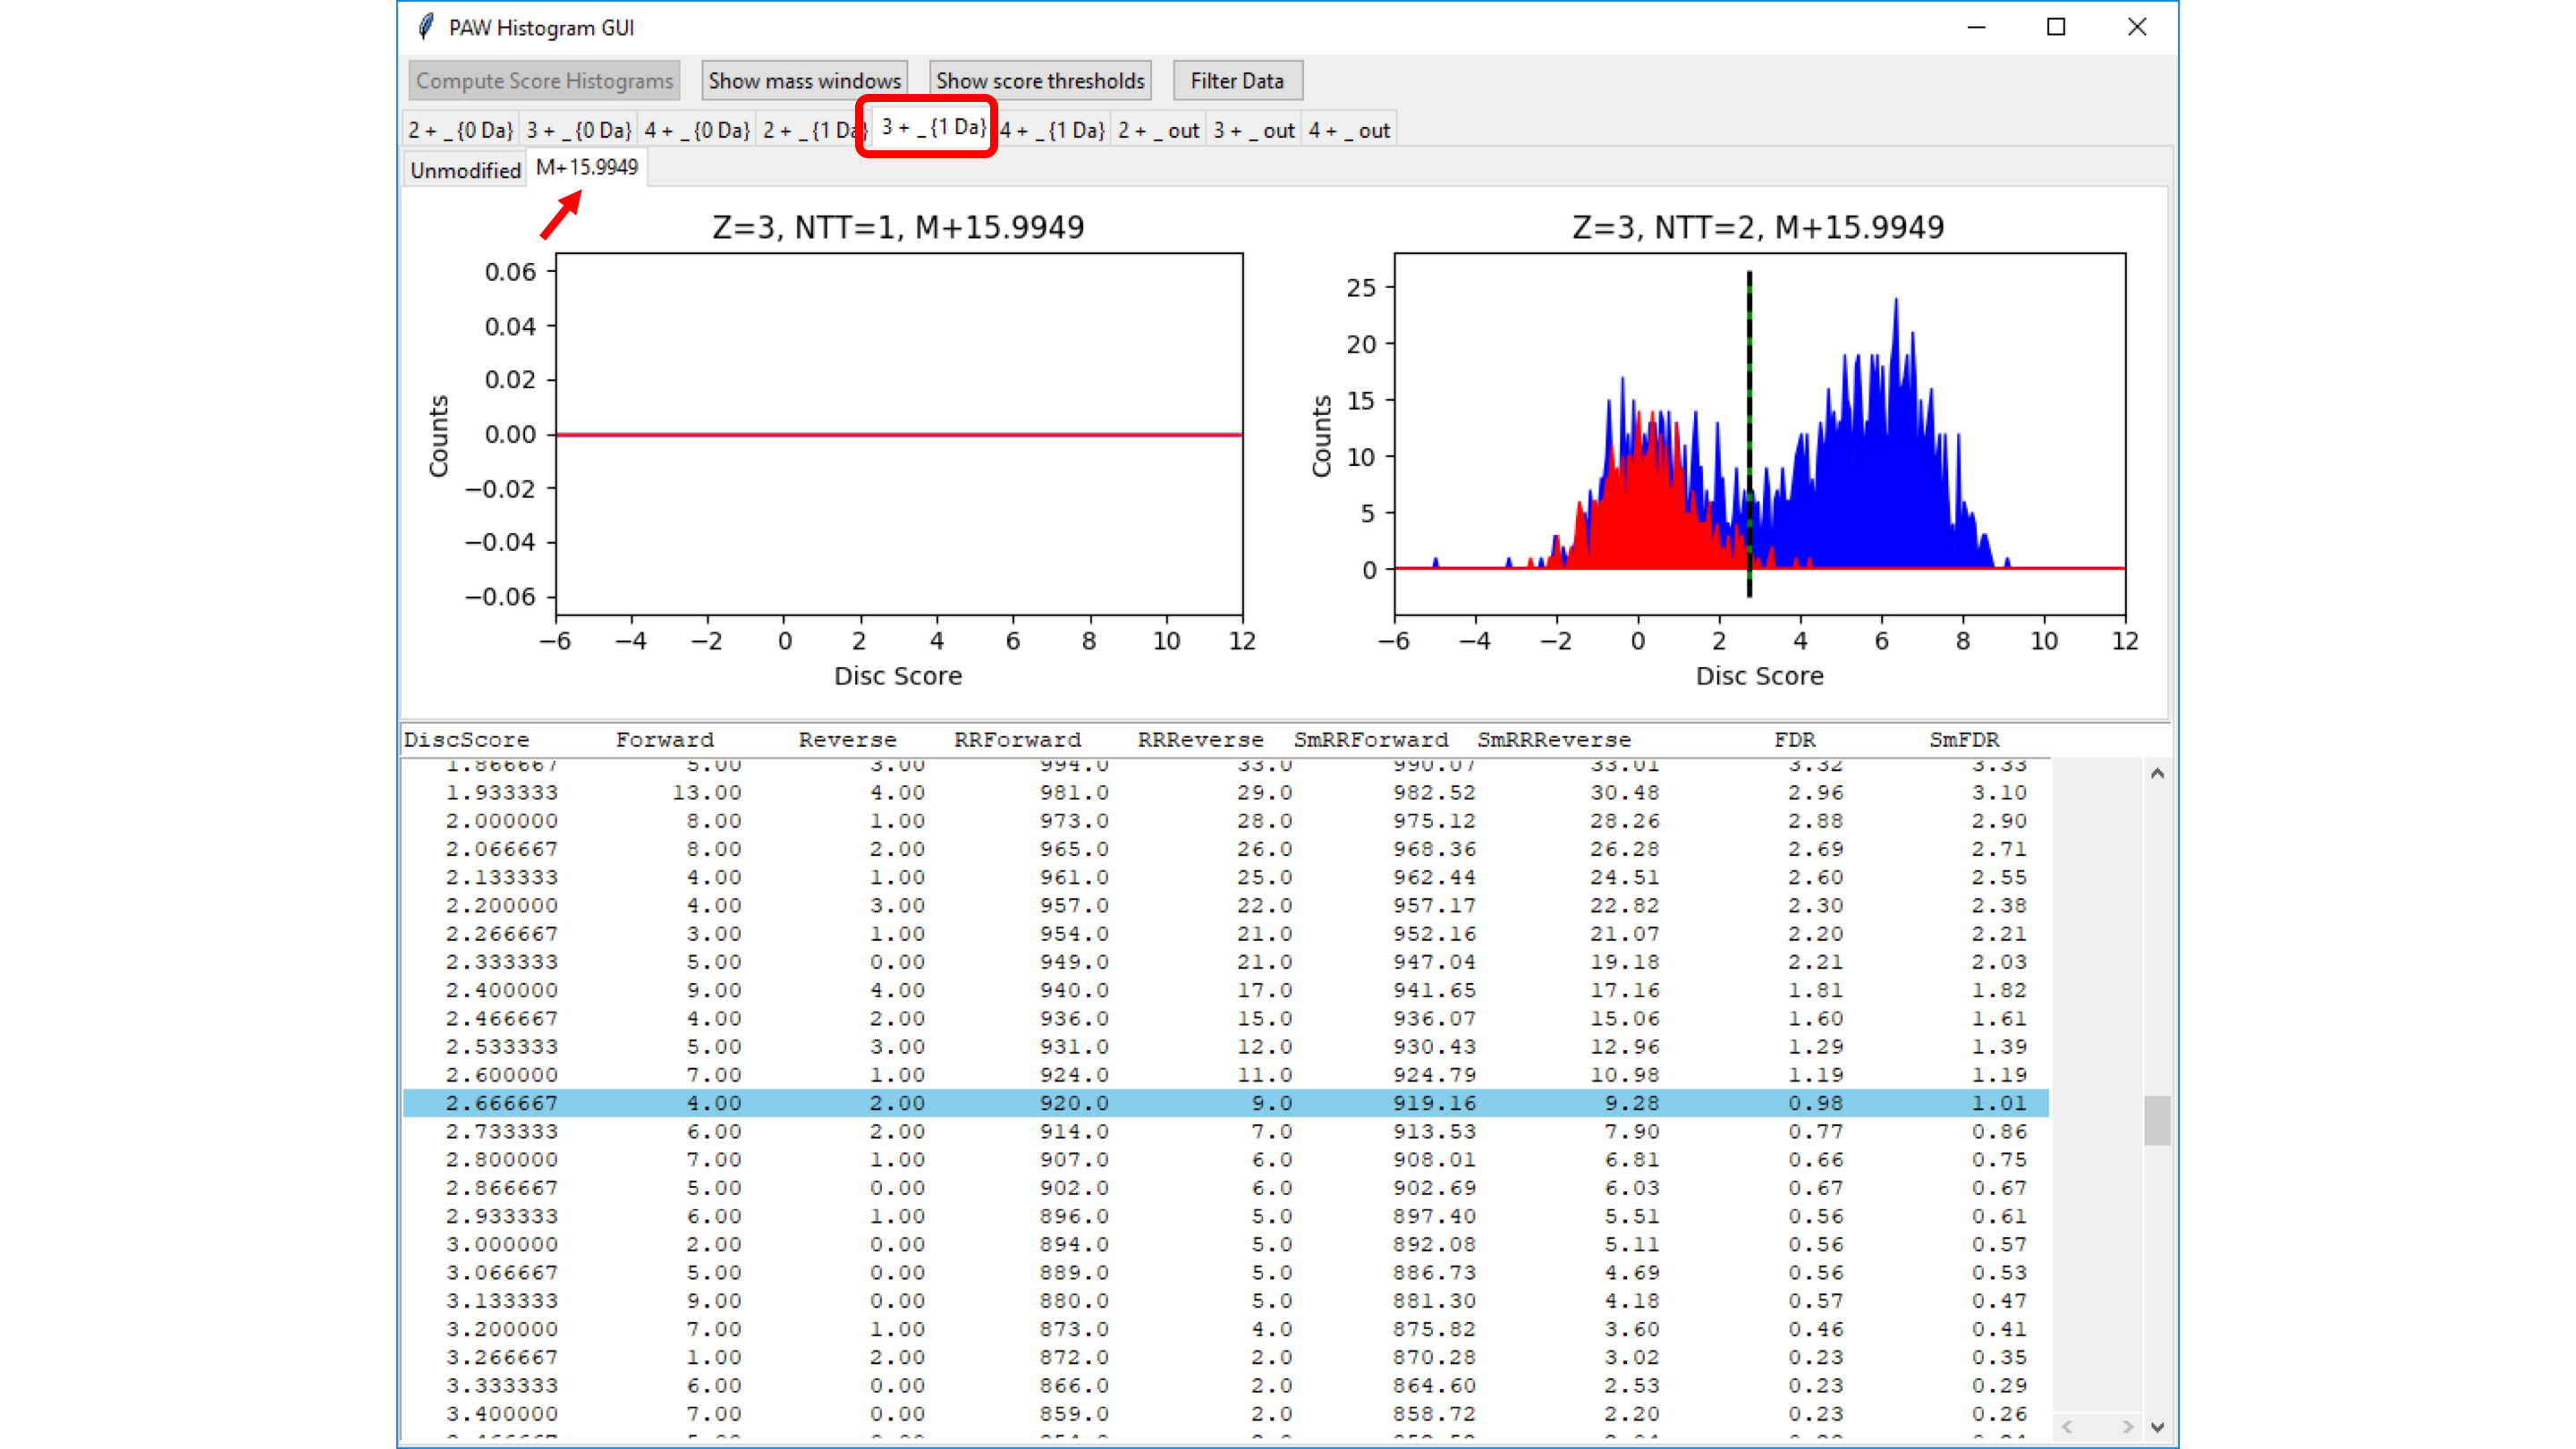 PAW Histogram GUI
Compute Score Histograms Show mass windows Show score thresholds Filter Data
2 + _ {0 Da} 3 + _ {0 Da} 4 + _ {0 Da} 2 + _ {1 Da} 3 + _ {1 Da} 4 + _ {1 Da} 2 + _ out 3 + _ out 4 + _ out
Unmodified M+15.9949
Z=3, NTT=1, M+15.9949
0.06
0.04
0.02
0.00
−0.02
−0.04
−0.06
Counts
−6 −4 −2 0 2 4 6 8 10 12
Disc Score
Z=3, NTT=2, M+15.9949
25
20
15
10
5
0
Counts
−6 −4 −2 0 2 4 6 8 10 12
Disc Score
DiscScore Forward Reverse RRForward RRReverse SmRRForward SmRRReverse FDR SmFDR
1.866667 5.00 3.00 994.0 33.0 990.07 33.01 3.32 3.33
1.933333 13.00 4.00 981.0 29.0 982.52 30.48 2.96 3.10
2.000000 8.00 1.00 973.0 28.0 975.12 28.26 2.88 2.90
2.066667 8.00 2.00 965.0 26.0 968.36 26.28 2.69 2.71
2.133333 4.00 1.00 961.0 25.0 962.44 24.51 2.60 2.55
2.200000 4.00 3.00 957.0 22.0 957.17 22.82 2.30 2.38
2.266667 3.00 1.00 954.0 21.0 952.16 21.07 2.20 2.21
2.333333 5.00 0.00 949.0 21.0 947.04 19.18 2.21 2.03
2.400000 9.00 4.00 940.0 17.0 941.65 17.16 1.81 1.82
2.466667 4.00 2.00 936.0 15.0 936.07 15.06 1.60 1.61
2.533333 5.00 3.00 931.0 12.0 930.43 12.96 1.29 1.39
2.600000 7.00 1.00 924.0 11.0 924.79 10.98 1.19 1.19
2.666667 4.00 2.00 920.0 9.0 919.16 9.28 0.98 1.01
2.733333 6.00 2.00 914.0 7.0 913.53 7.90 0.77 0.86
2.800000 7.00 1.00 907.0 6.0 908.01 6.81 0.66 0.75
2.866667 5.00 0.00 902.0 6.0 902.69 6.03 0.67 0.67
2.933333 6.00 1.00 896.0 5.0 897.40 5.51 0.56 0.61
3.000000 2.00 0.00 894.0 5.0 892.08 5.11 0.56 0.57
3.066667 5.00 0.00 889.0 5.0 886.73 4.69 0.56 0.53
3.133333 9.00 0.00 880.0 5.0 881.30 4.18 0.57 0.47
3.200000 7.00 1.00 873.0 4.0 875.82 3.60 0.46 0.41
3.266667 1.00 2.00 872.0 2.0 870.28 3.02 0.23 0.35
3.333333 6.00 0.00 866.0 2.0 864.60 2.53 0.23 0.29
3.400000 7.00 0.00 859.0 2.0 858.72 2.20 0.23 0.26